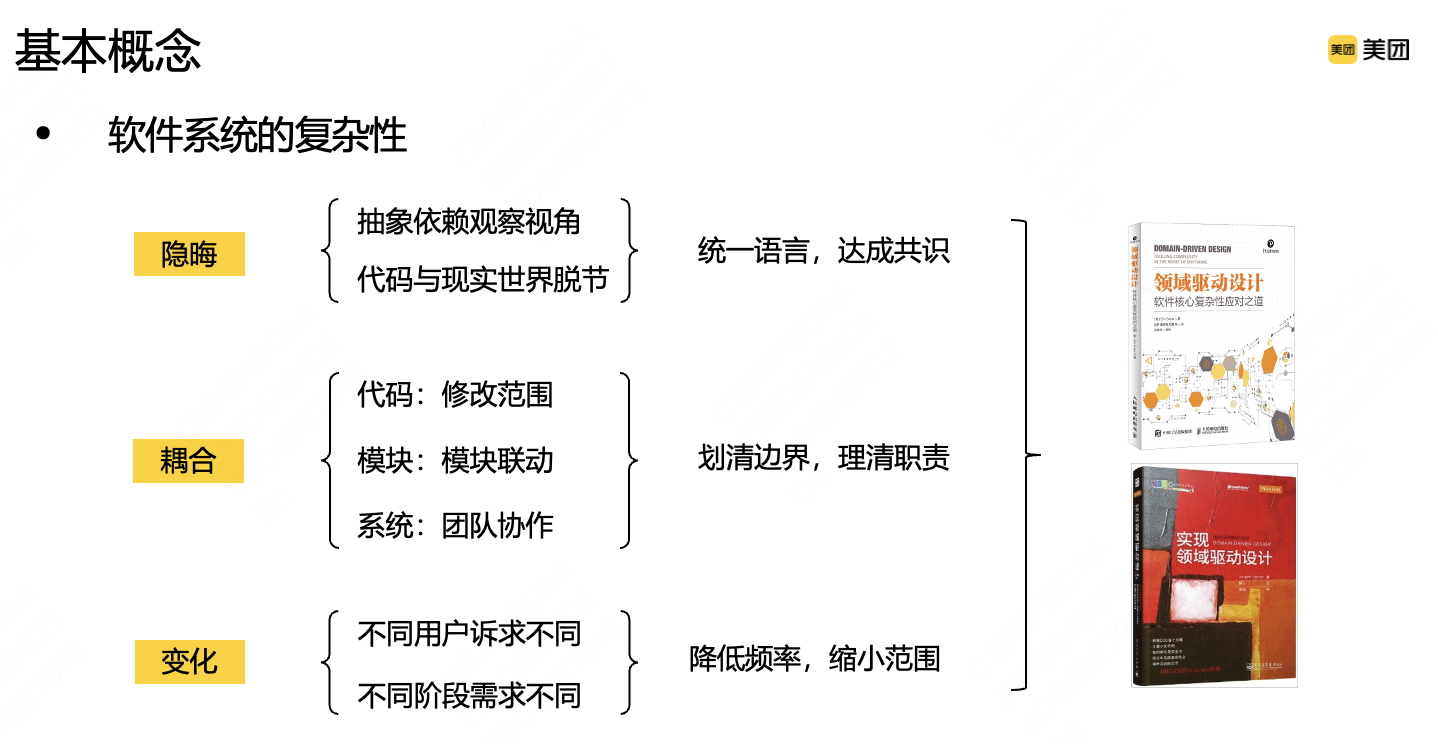 基本概念
美团 美团
软件系统的复杂性
隐晦
抽象依赖观察视角
代码与现实世界脱节
统一语言，达成共识
耦合
代码：修改范围
模块：模块联动
系统：团队协作
划清边界，理清职责
变化
不同用户诉求不同
不同阶段需求不同
降低频率，缩小范围
DOMAIN-DRIVEN DESIGN
TACKLING COMPLEXITY
IN THE HEART OF SOFTWARE
Pearson
领域驱动设计
软件核心复杂性应对之道
领域驱动设计
实现
IMPLEMENTING
DOMAIN-DRIVEN DESIGN
领域驱动设计